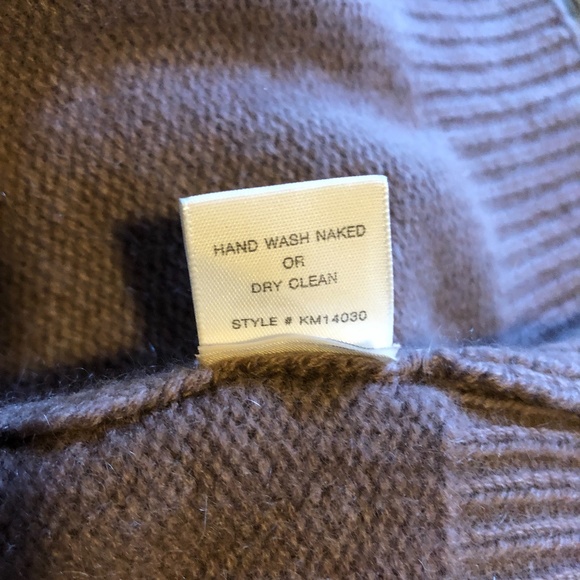 HAND WASH NAKED
OR
DRY CLEAN
STYLE # KM14030